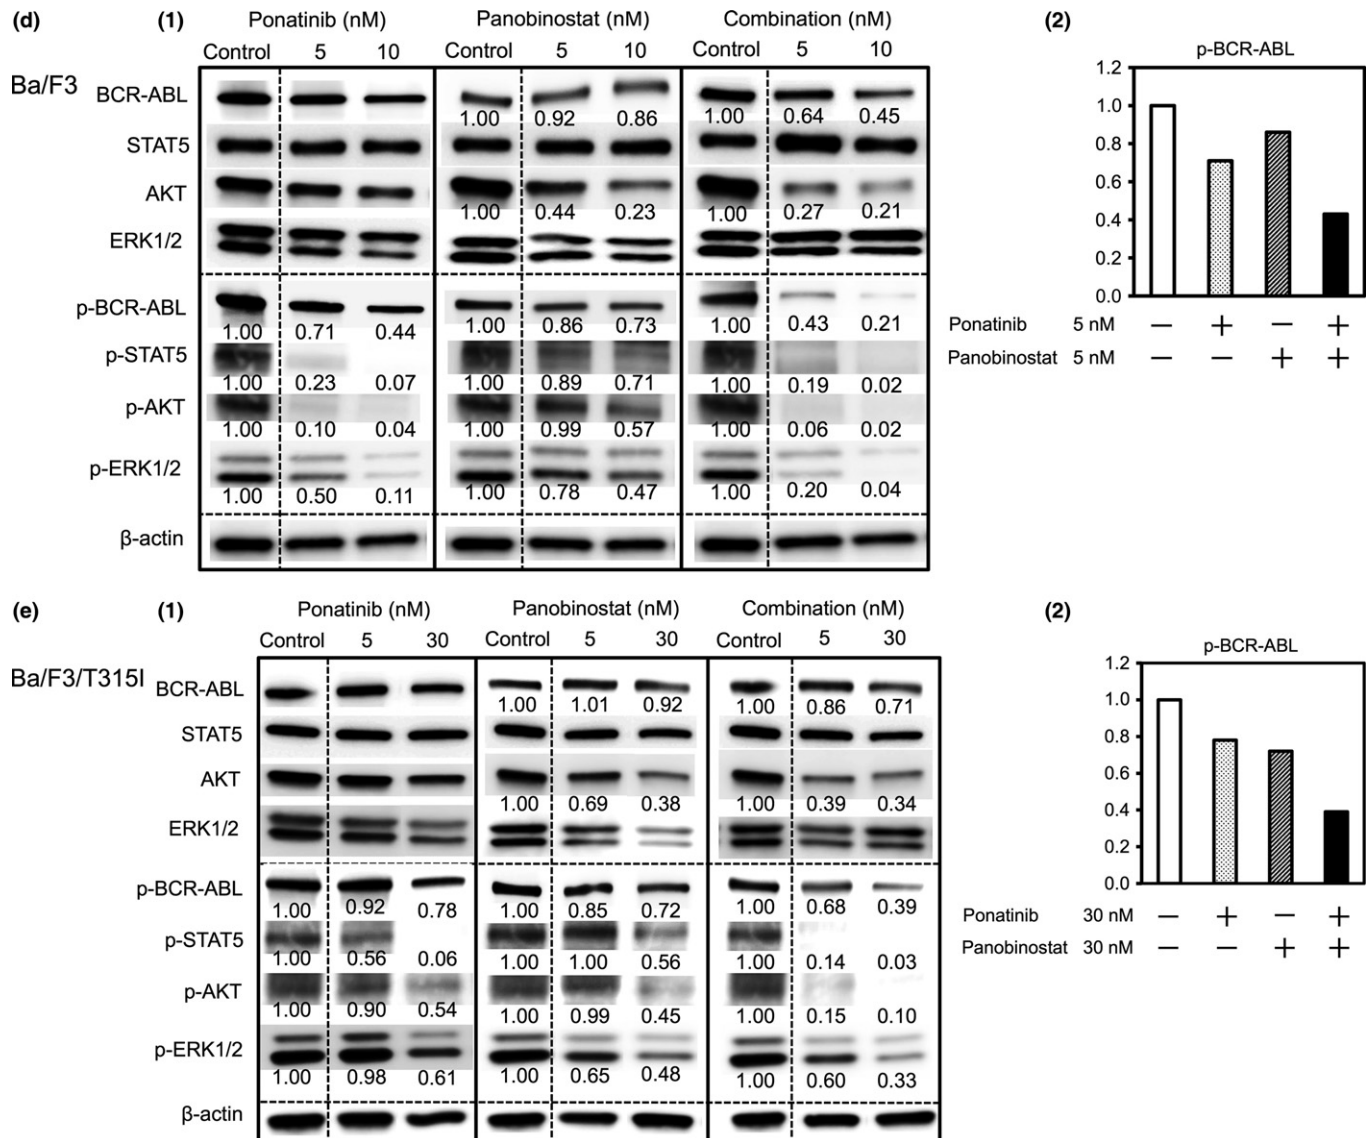 (d) (1) Ponatinib (nM) Panobinostat (nM) Combination (nM) (2)
Control 5 10 Control 5 10 Control 5 10
p-BCR-ABL
Ba/F3
BCR-ABL
1.00 0.92 0.86 1.00 0.64 0.45
STAT5
AKT
1.00 0.44 0.23 1.00 0.27 0.21
ERK1/2
p-BCR-ABL
1.00 0.71 0.44 1.00 0.86 0.73 1.00 0.43 0.21
p-STAT5
1.00 0.23 0.07 1.00 0.89 0.71 1.00 0.19 0.02
p-AKT
1.00 0.10 0.04 1.00 0.99 0.57 1.00 0.06 0.02
p-ERK1/2
1.00 0.50 0.11 1.00 0.78 0.47 1.00 0.20 0.04
β-actin
1.2
1.0
0.8
0.6
0.4
0.2
0.0
Ponatinib 5 nM — + — +
Panobinostat 5 nM — — + +
(e) (1) Ponatinib (nM) Panobinostat (nM) Combination (nM) (2)
Control 5 30 Control 5 30 Control 5 30
p-BCR-ABL
Ba/F3/T315I
BCR-ABL
1.00 1.01 0.92 1.00 0.86 0.71
STAT5
AKT
1.00 0.69 0.38 1.00 0.39 0.34
ERK1/2
p-BCR-ABL
1.00 0.92 0.78 1.00 0.85 0.72 1.00 0.68 0.39
p-STAT5
1.00 0.56 0.06 1.00 1.00 0.56 1.00 0.14 0.03
p-AKT
1.00 0.90 0.54 1.00 0.99 0.45 1.00 0.15 0.10
p-ERK1/2
1.00 0.98 0.61 1.00 0.65 0.48 1.00 0.60 0.33
β-actin
1.2
1.0
0.8
0.6
0.4
0.2
0.0
Ponatinib 30 nM — + — +
Panobinostat 30 nM — — + +